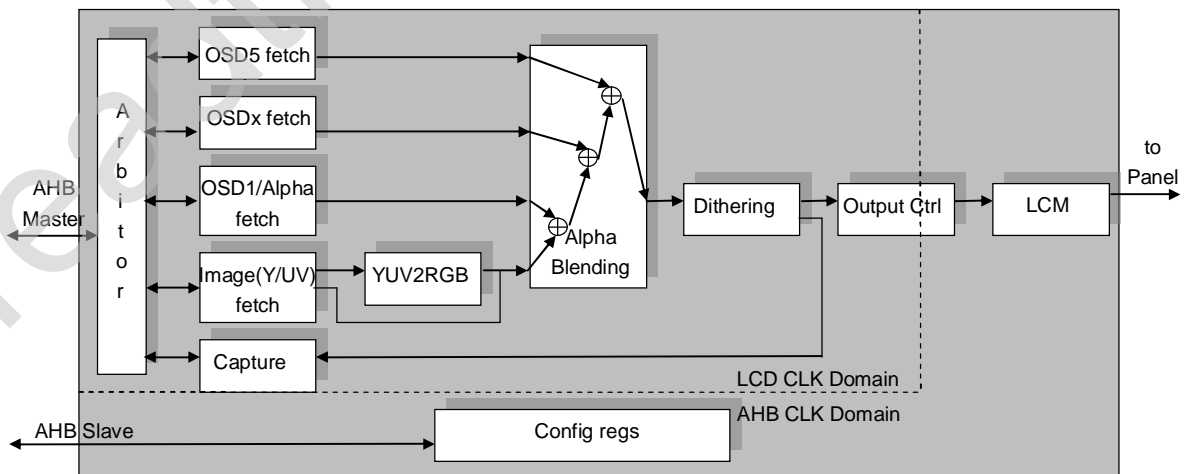 OSD5 fetch
OSDx fetch
OSD1/Alpha
fetch
Image(Y/UV)
fetch
Capture
A
r
b
i
t
o
r
AHB
Master
YUV2RGB
Alpha
Blending
Dithering
Output Ctrl
LCM
to
Panel
LCD CLK Domain
AHB CLK Domain
AHB Slave
Config regs